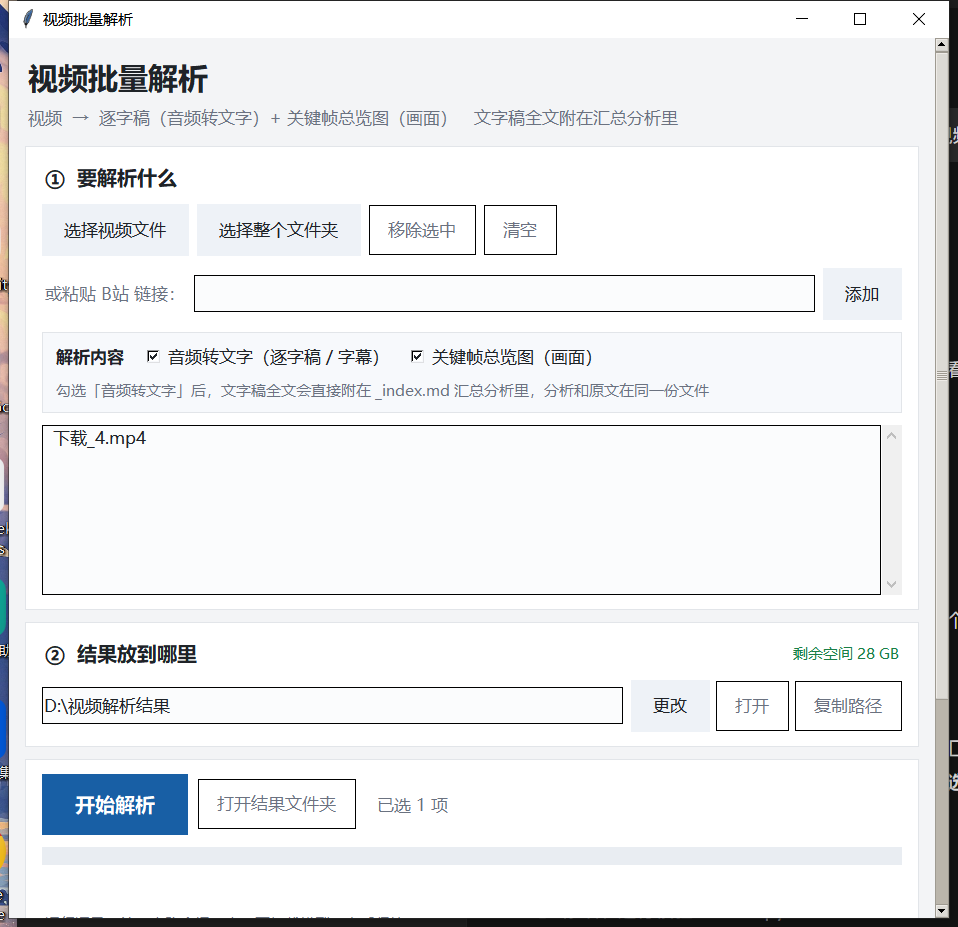 视频批量解析
视频批量解析
视频 → 逐字稿（音频转文字）+ 关键帧总览图（画面） 文字稿全文附在汇总分析里
① 要解析什么
选择视频文件 选择整个文件夹 移除选中 清空
或粘贴 B站 链接： 添加
解析内容 音频转文字（逐字稿 / 字幕） 关键帧总览图（画面）
勾选「音频转文字」后，文字稿全文会直接附在 _index.md 汇总分析里，分析和原文在同一份文件
下载_4.mp4
② 结果放到哪里 剩余空间 28 GB
D:\视频解析结果 更改 打开 复制路径
开始解析 打开结果文件夹 已选 1 项